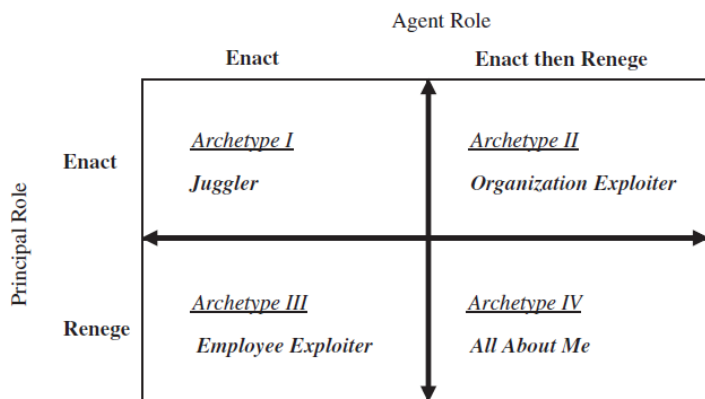 Agent Role
Enact
Enact then Renege
Principal Role
Enact
Archetype I
Juggler
Archetype II
Organization Exploiter
Renege
Archetype III
Employee Exploiter
Archetype IV
All About Me